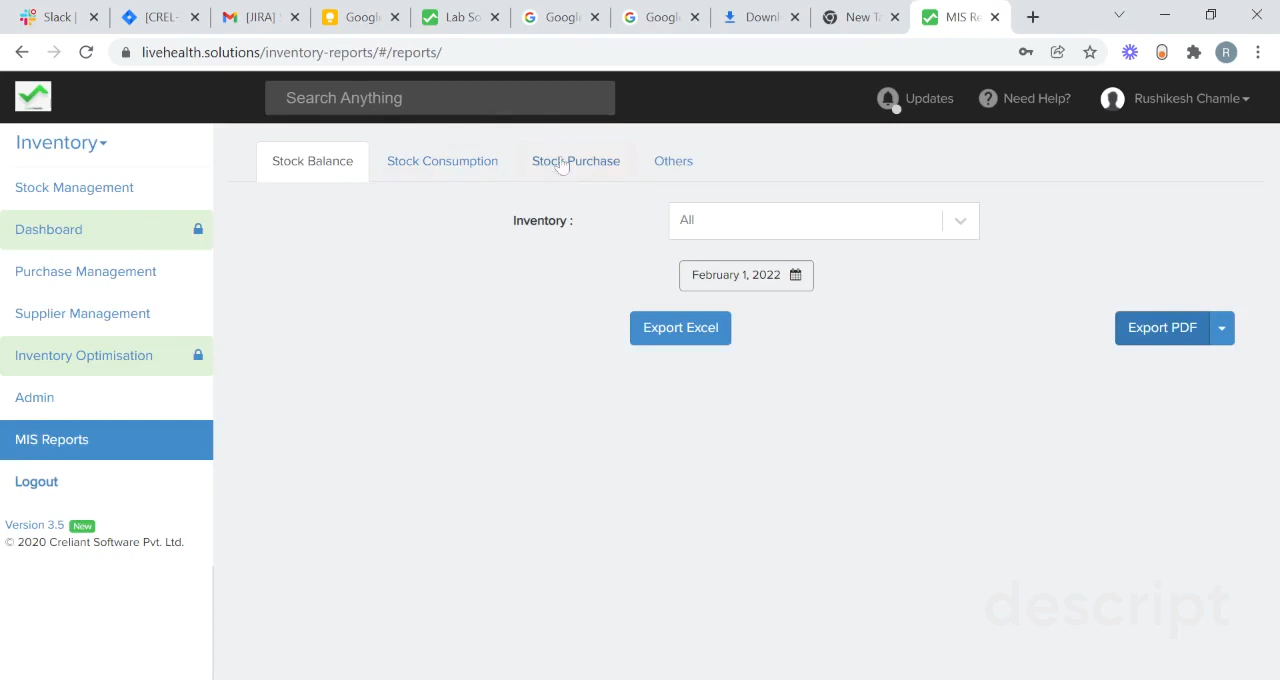 Slack |
[CREL-
[JIRA]
Googl
Lab So
Googl
Googl
Downl
New Ta
MIS Re
livehealth.solutions/inventory-reports/#/reports/
R
Search Anything
Updates
Need Help?
Rushikesh Chamle
Inventory
Stock Balance
Stock Consumption
Stock Purchase
Others
Stock Management
Inventory :
All
Dashboard
February 1, 2022
Purchase Management
Supplier Management
Export Excel
Export PDF
Inventory Optimisation
Admin
MIS Reports
Logout
Version 3.5 New
© 2020 Creliant Software Pvt. Ltd.
descript